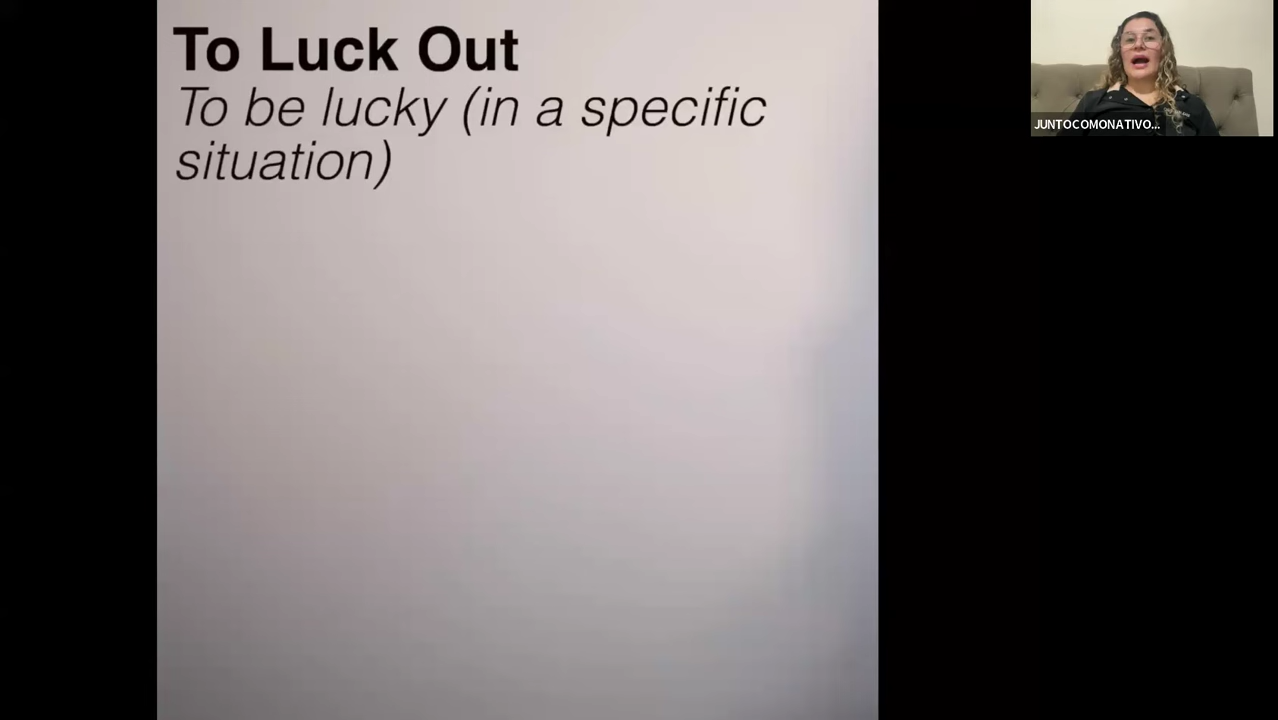 To Luck Out
To be lucky (in a specific
situation)
JUNTOCOMONATIVO...